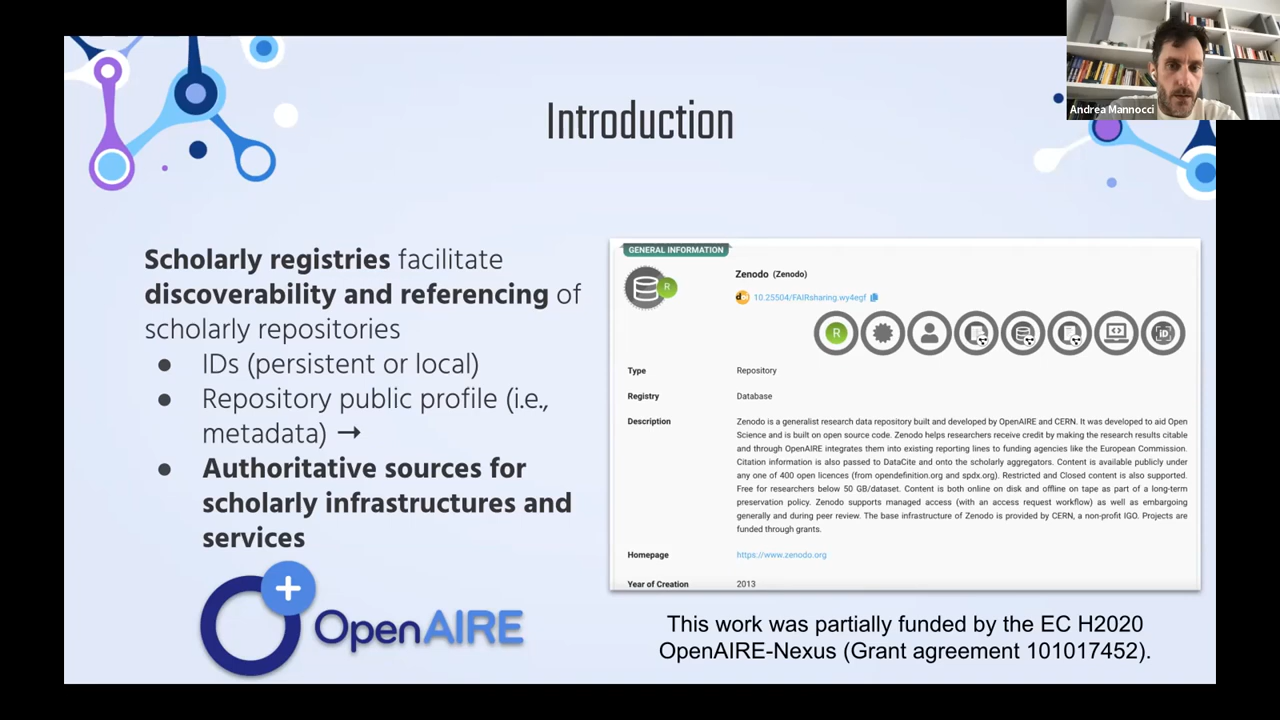 Andrea Mannocci
Introduction
Scholarly registries facilitate
discoverability and referencing of
scholarly repositories
● IDs (persistent or local)
● Repository public profile (i.e.,
metadata) →
● Authoritative sources for
scholarly infrastructures and
services
OpenAIRE
GENERAL INFORMATION
R
Zenodo (Zenodo)
doi 10.25504/FAIRsharing.wy4egf
R
iD
Type Repository
Registry Database
Description Zenodo is a generalist research data repository built and developed by OpenAIRE and CERN. It was developed to aid Open
Science and is built on open source code. Zenodo helps researchers receive credit by making the research results citable
and through OpenAIRE integrates them into existing reporting lines to funding agencies like the European Commission.
Citation information is also passed to DataCite and onto the scholarly aggregators. Content is available publicly under
any one of 400 open licences (from opendefinition.org and spdx.org). Restricted and Closed content is also supported.
Free for researchers below 50 GB/dataset. Content is both online on disk and offline on tape as part of a long-term
preservation policy. Zenodo supports managed access (with an access request workflow) as well as embargoing
generally and during peer review. The base infrastructure of Zenodo is provided by CERN, a non-profit IGO. Projects are
funded through grants.
Homepage https://www.zenodo.org
Year of Creation 2013
This work was partially funded by the EC H2020
OpenAIRE-Nexus (Grant agreement 101017452).